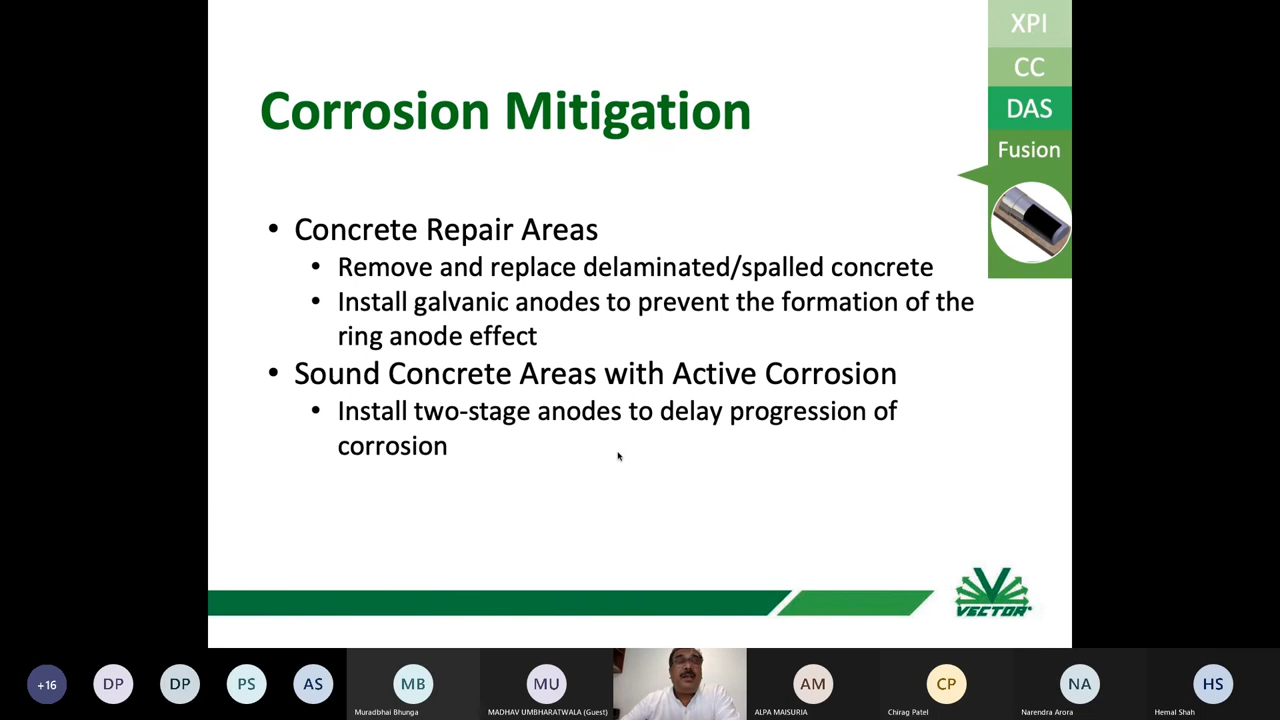 XPI
CC
DAS
Fusion
Corrosion Mitigation
• Concrete Repair Areas
• Remove and replace delaminated/spalled concrete
• Install galvanic anodes to prevent the formation of the
ring anode effect
• Sound Concrete Areas with Active Corrosion
• Install two-stage anodes to delay progression of
corrosion
VECTOR
+16
DP
DP
PS
AS
MB
Muradbhai Bhunga
MU
MADHAV UMBHARATWALA (Guest)
AM
ALPA MAISURIA
CP
Chirag Patel
NA
Narendra Arora
HS
Hemal Shah